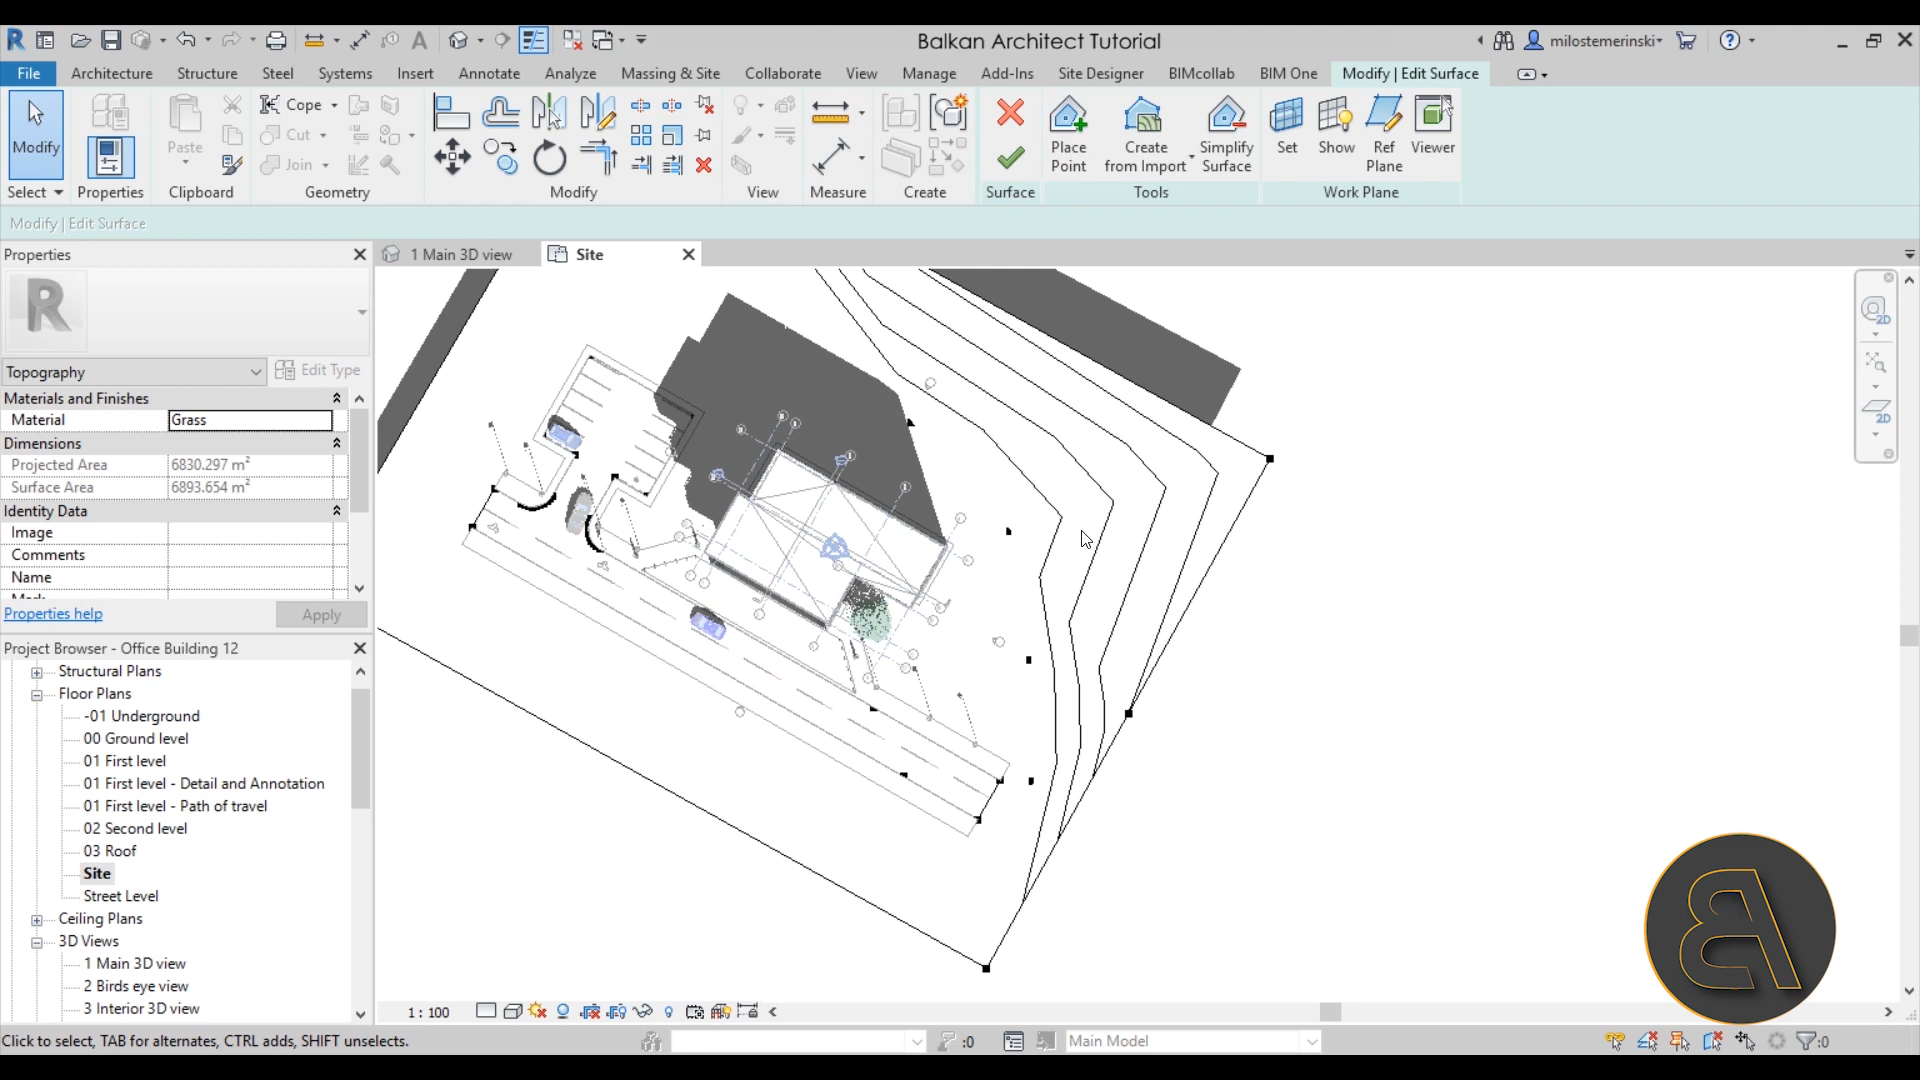 Balkan Architect Tutorial
milostemerinski
File Architecture Structure Steel Systems Insert Annotate Analyze Massing & Site Collaborate View Manage Add-Ins Site Designer BIMcollab BIM One Modify | Edit Surface
Modify
Paste
Cope
Cut
Join
Place Point
Create from Import
Simplify Surface
Set
Show
Ref Plane
Viewer
Select Properties Clipboard Geometry Modify View Measure Create Surface Tools Work Plane
Modify | Edit Surface
Properties
1 Main 3D view
Site
R
Topography
Edit Type
Materials and Finishes
Material Grass
Dimensions
Projected Area 6830.297 m²
Surface Area 6893.654 m²
Identity Data
Image
Comments
Name
Properties help
Apply
2D
2D
Project Browser - Office Building 12
Structural Plans
Floor Plans
-01 Underground
00 Ground level
01 First level
01 First level - Detail and Annotation
01 First level - Path of travel
02 Second level
03 Roof
Site
Street Level
Ceiling Plans
3D Views
1 Main 3D view
2 Birds eye view
3 Interior 3D view
1 : 100
Click to select, TAB for alternates, CTRL adds, SHIFT unselects.
:0
Main Model
:0